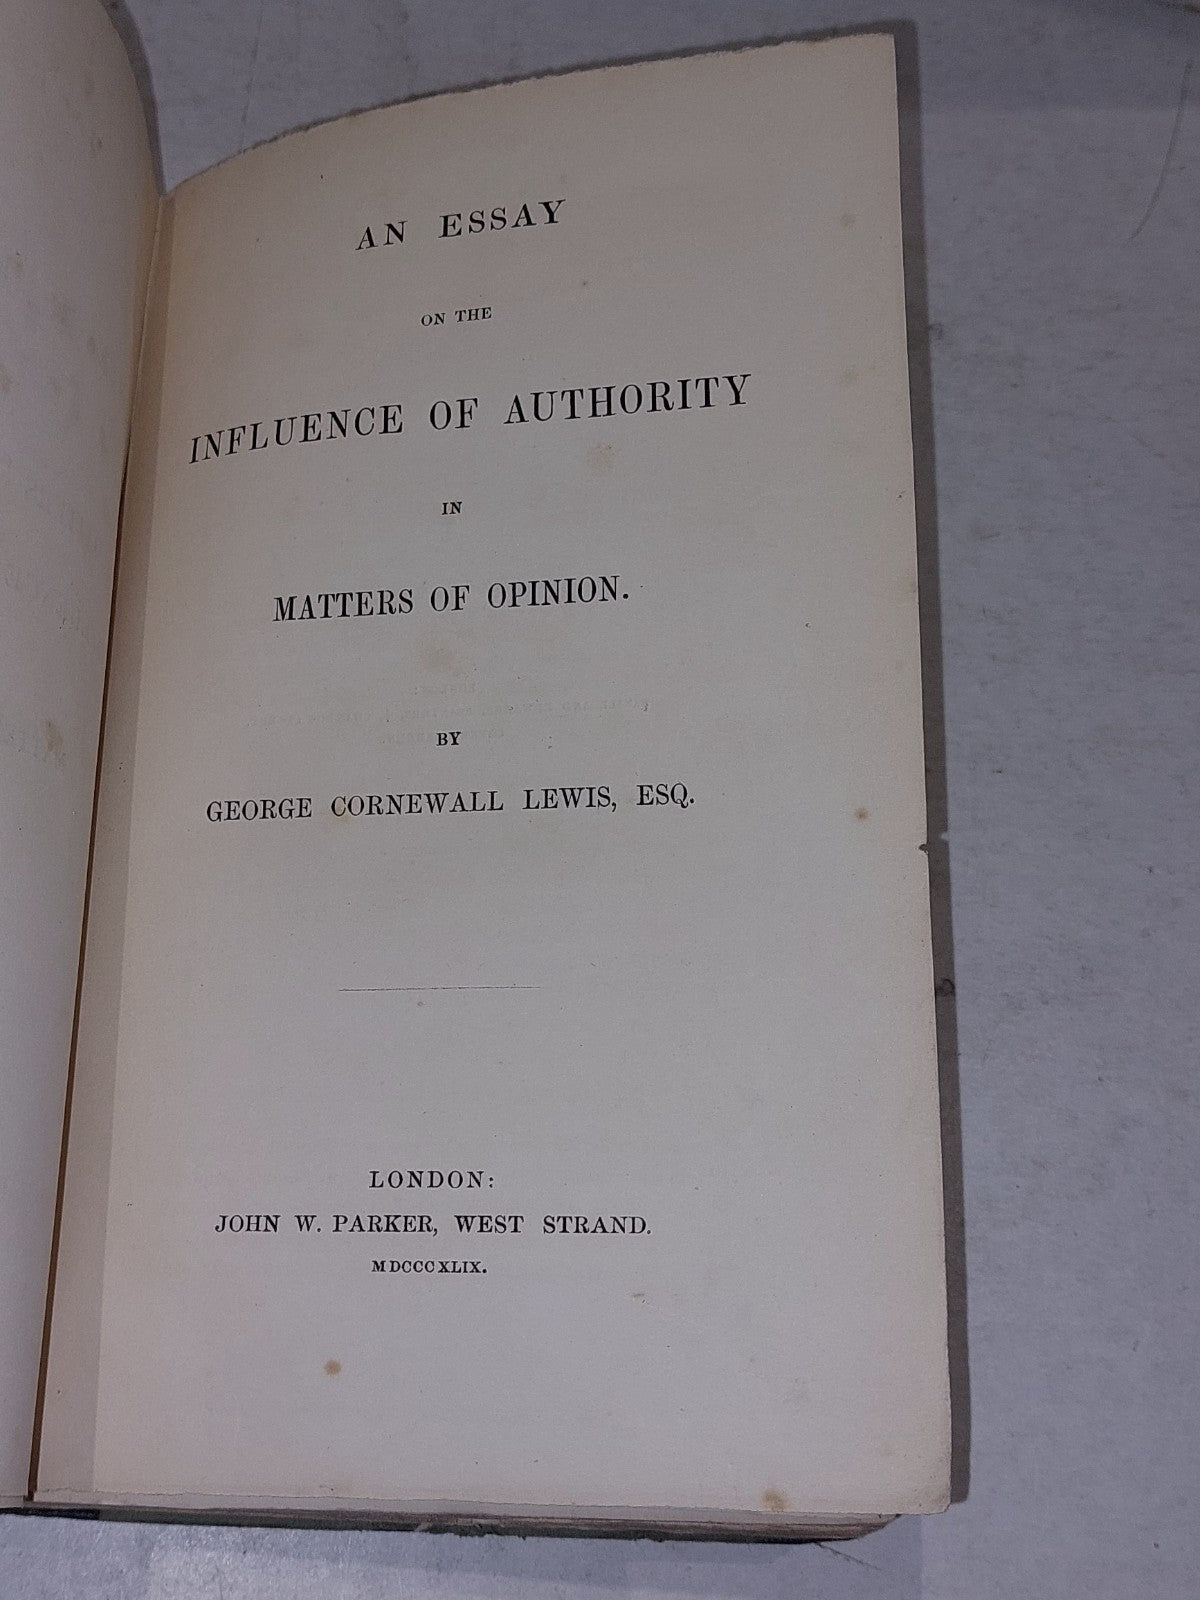 AN ESSAY
ON THE
INFLUENCE OF AUTHORITY
IN
MATTERS OF OPINION.
BY
GEORGE CORNEWALL LEWIS, ESQ.
LONDON:
JOHN W. PARKER, WEST STRAND.
MDCCCXLIX.